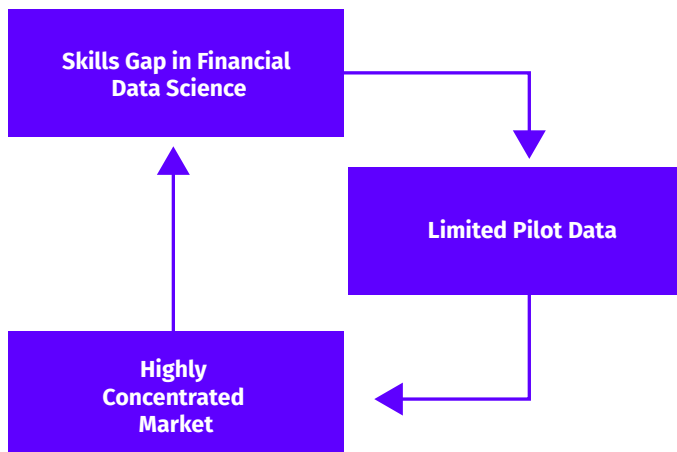 Skills Gap in Financial
Data Science
Limited Pilot Data
Highly
Concentrated
Market